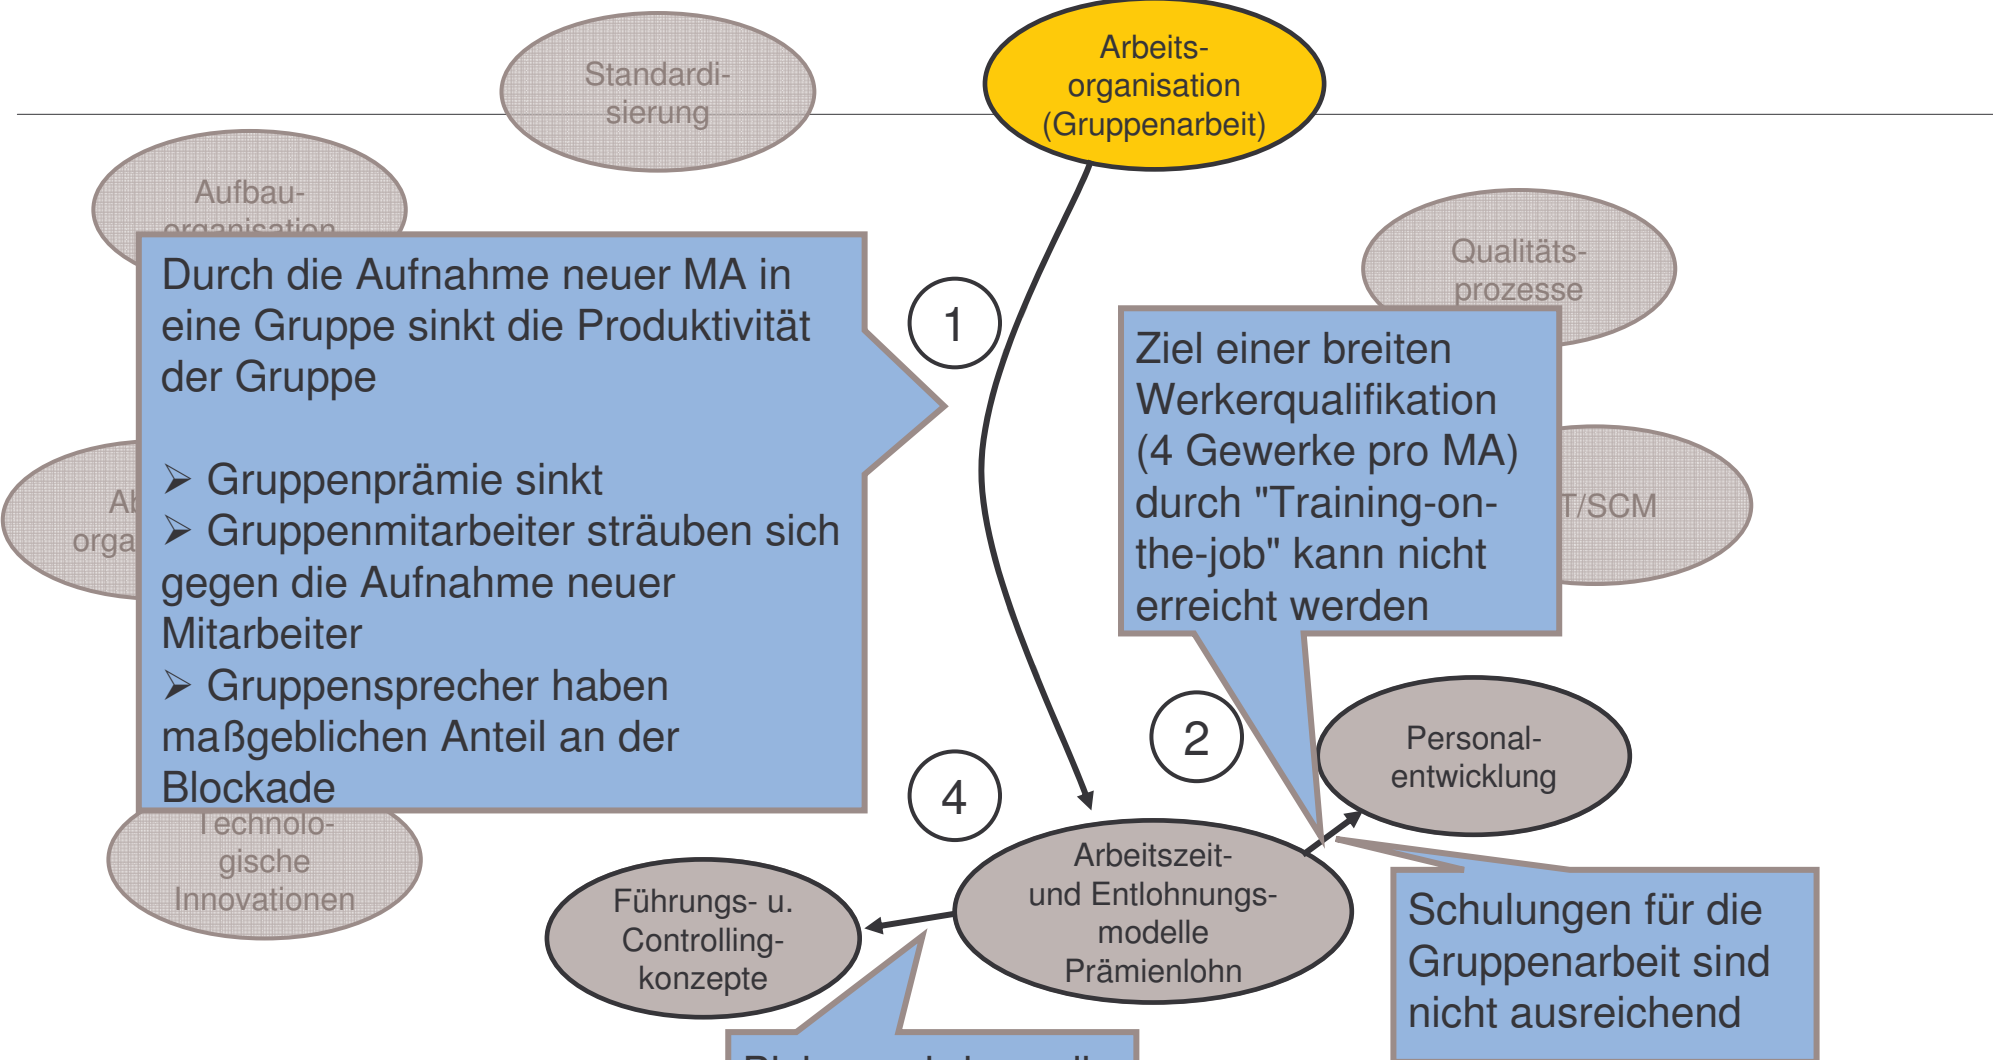 Standardi-
sierung
Arbeits-
organisation
(Gruppenarbeit)
Aufbau-
organisation
Qualitäts-
prozesse
Durch die Aufnahme neuer MA in
eine Gruppe sinkt die Produktivität
der Gruppe
➢ Gruppenprämie sinkt
➢ Gruppenmitarbeiter sträuben sich
gegen die Aufnahme neuer
Mitarbeiter
➢ Gruppensprecher haben
maßgeblichen Anteil an der
Blockade
1
Ziel einer breiten
Werkerqualifikation
(4 Gewerke pro MA)
durch "Training-on-
the-job" kann nicht
erreicht werden
T/SCM
2
Personal-
entwicklung
4
Technolo-
gische
Innovationen
Führungs- u.
Controlling-
konzepte
Arbeitszeit-
und Entlohnungs-
modelle
Prämienlohn
Schulungen für die
Gruppenarbeit sind
nicht ausreichend